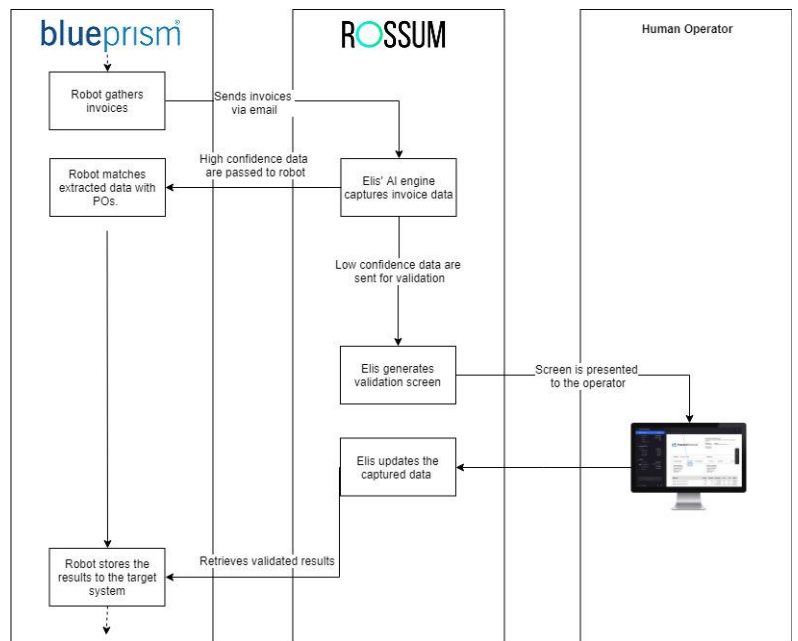 blueprism®
ROSSUM
Human Operator
Robot gathers
invoices
Sends invoices
via email
High confidence data
are passed to robot
Robot matches
extracted data with
POs.
Elis' AI engine
captures invoice data
Low confidence data are
sent for validation
Elis generates
validation screen
Screen is presented
to the operator
Elis updates the
captured data
Retrieves validated results
Robot stores the
results to the target
system